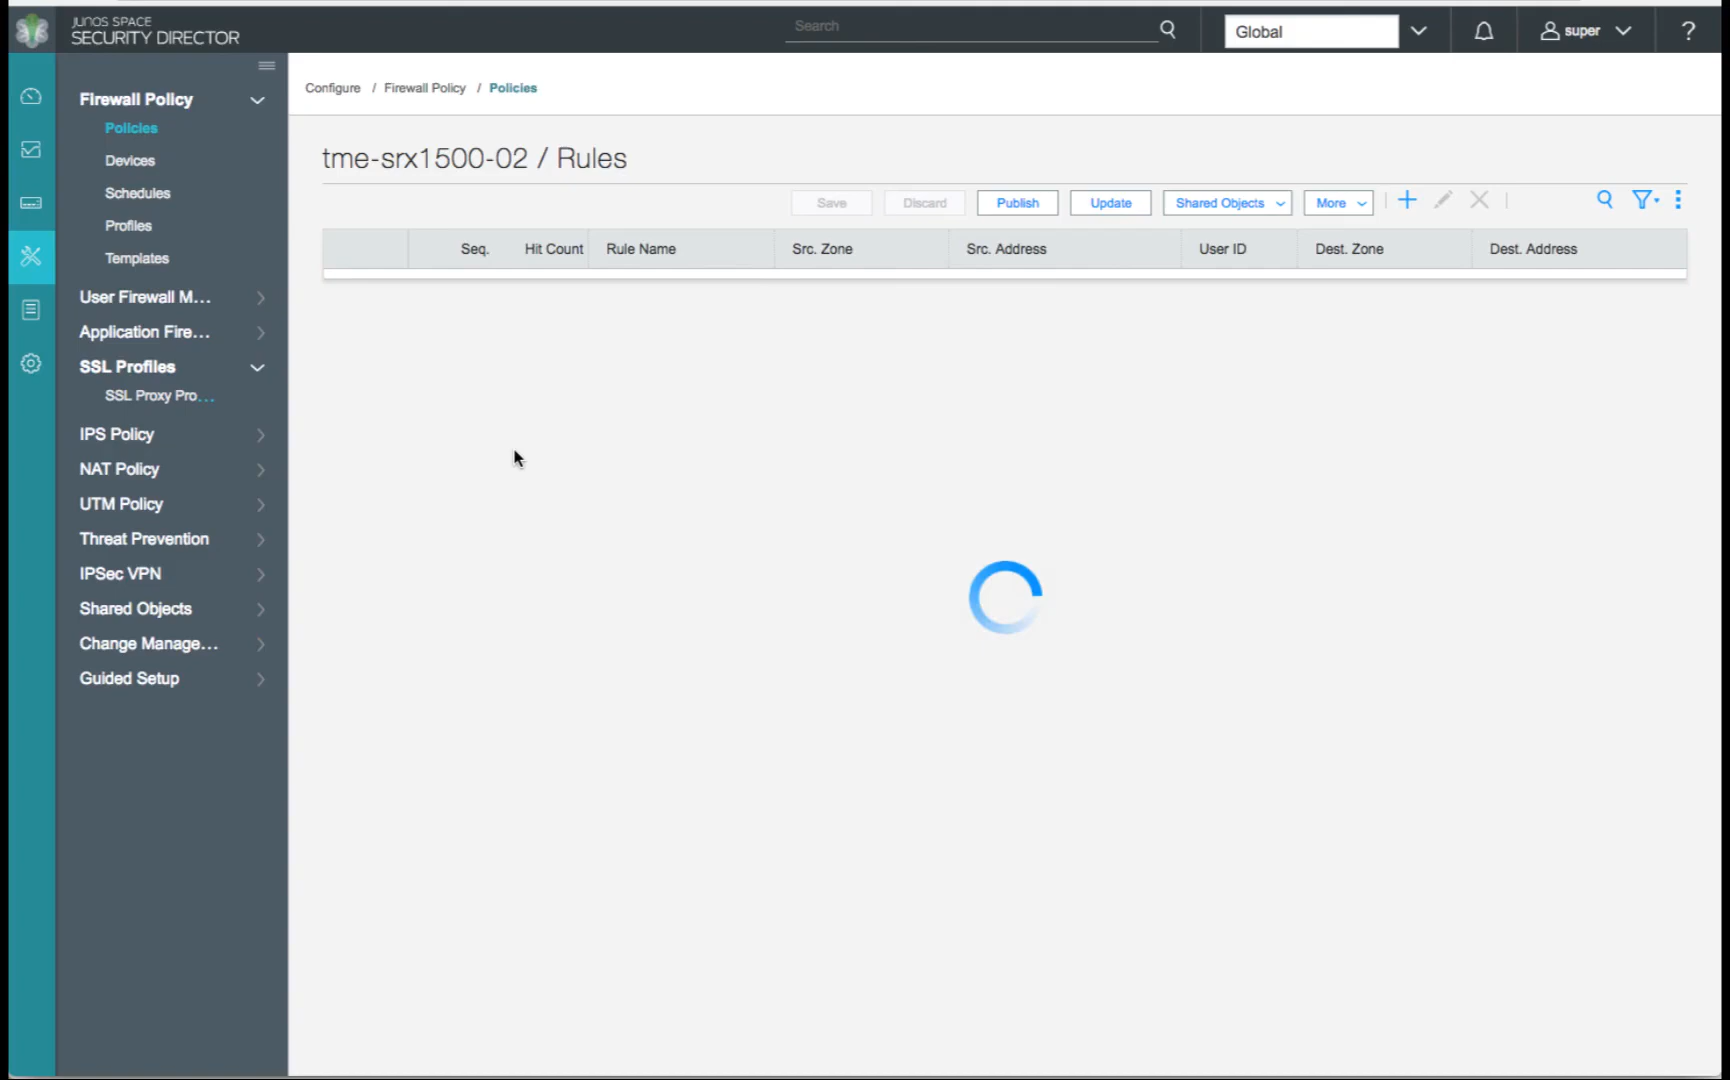 JUNOS SPACE
SECURITY DIRECTOR
Search
Global
super
?
Firewall Policy
Policies
Devices
Schedules
Profiles
Templates
User Firewall M...
Application Fire...
SSL Profiles
SSL Proxy Pro...
IPS Policy
NAT Policy
UTM Policy
Threat Prevention
IPSec VPN
Shared Objects
Change Manage...
Guided Setup
Configure / Firewall Policy / Policies
tme-srx1500-02 / Rules
Save Discard Publish Update Shared Objects More
Seq. Hit Count Rule Name Src. Zone Src. Address User ID Dest. Zone Dest. Address